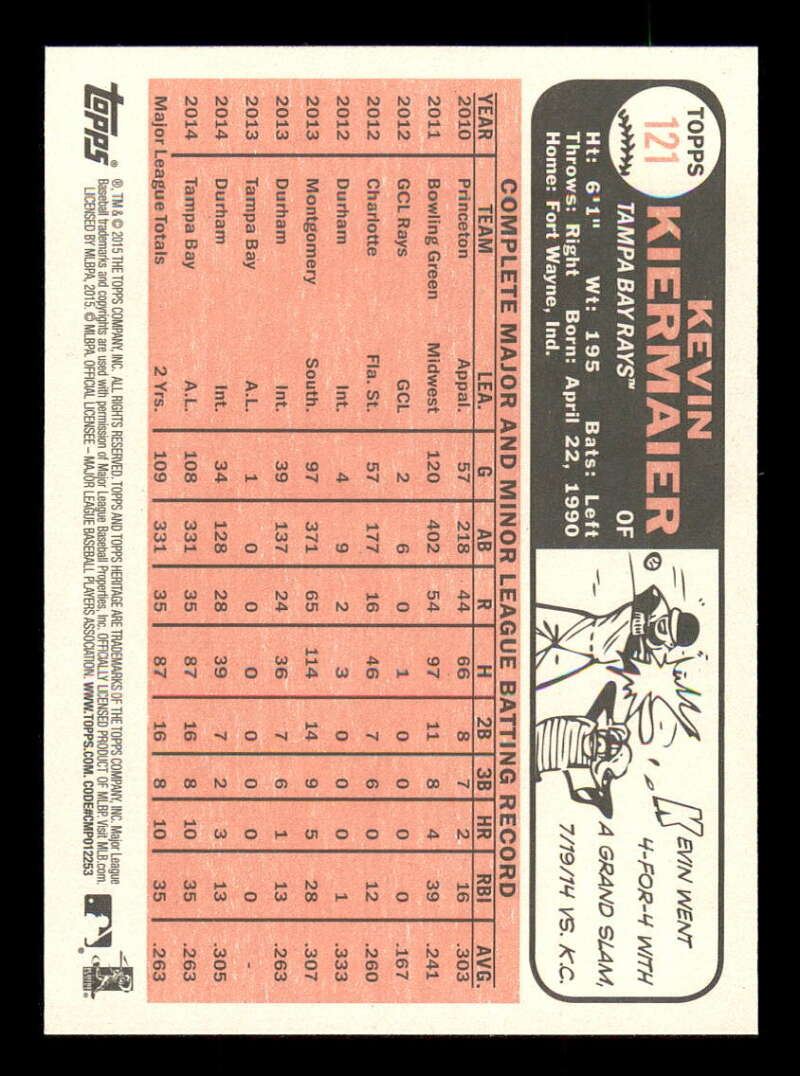 TOPPS
121
KEVIN
KIERMAIER
TAMPA BAY RAYS™ OF
Ht: 6'1" Wt: 195 Bats: Left
Throws: Right Born: April 22, 1990
Home: Fort Wayne, Ind.
KEVIN WENT
4-FOR-4 WITH
A GRAND SLAM,
7/19/14 VS. K.C.
COMPLETE MAJOR AND MINOR LEAGUE BATTING RECORD
YEAR TEAM LEA. G AB R H 2B 3B HR RBI AVG.
2010 Princeton Appal. 57 218 44 66 8 7 2 16 .303
2011 Bowling Green Midwest 120 402 54 97 11 8 4 39 .241
2012 GCL Rays GCL 2 6 0 1 0 0 0 0 .167
2012 Charlotte Fla. St. 57 177 16 46 7 6 0 12 .260
2012 Durham Int. 4 9 2 3 0 0 0 1 .333
2013 Montgomery South. 97 371 65 114 14 9 5 28 .307
2013 Durham Int. 39 137 24 36 7 6 1 13 .263
2013 Tampa Bay A.L. 1 0 0 0 0 0 0 0 -
2014 Durham Int. 34 128 28 39 7 2 3 13 .305
2014 Tampa Bay A.L. 108 331 35 87 16 8 10 35 .263
Major League Totals 2 Yrs. 109 331 35 87 16 8 10 35 .263
topps®
®, TM & © 2015 THE TOPPS COMPANY, INC. ALL RIGHTS RESERVED. TOPPS AND TOPPS HERITAGE ARE TRADEMARKS OF THE TOPPS COMPANY, INC. Major League
Baseball trademarks and copyrights are used with permission of Major League Baseball Properties, Inc. OFFICIALLY LICENSED PRODUCT OF MLBP. Visit MLB.com.
LICENSED BY MLBPA, 2015, © MLBPA, OFFICIAL LICENSEE – MAJOR LEAGUE BASEBALL PLAYERS ASSOCIATION. WWW.TOPPS.COM. CODE#CMP012253